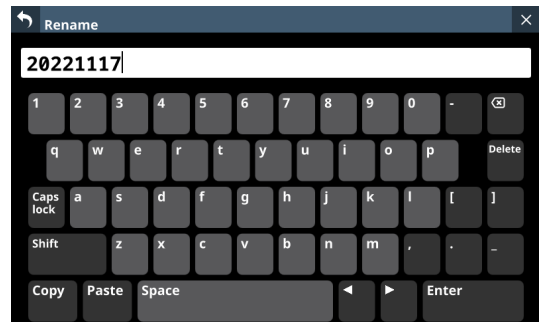 Rename
20221117
1 2 3 4 5 6 7 8 9 0 -
q w e r t y u i o p Delete
Caps lock a s d f g h j k l [ ]
Shift z x c v b n m , . _
Copy Paste Space Enter